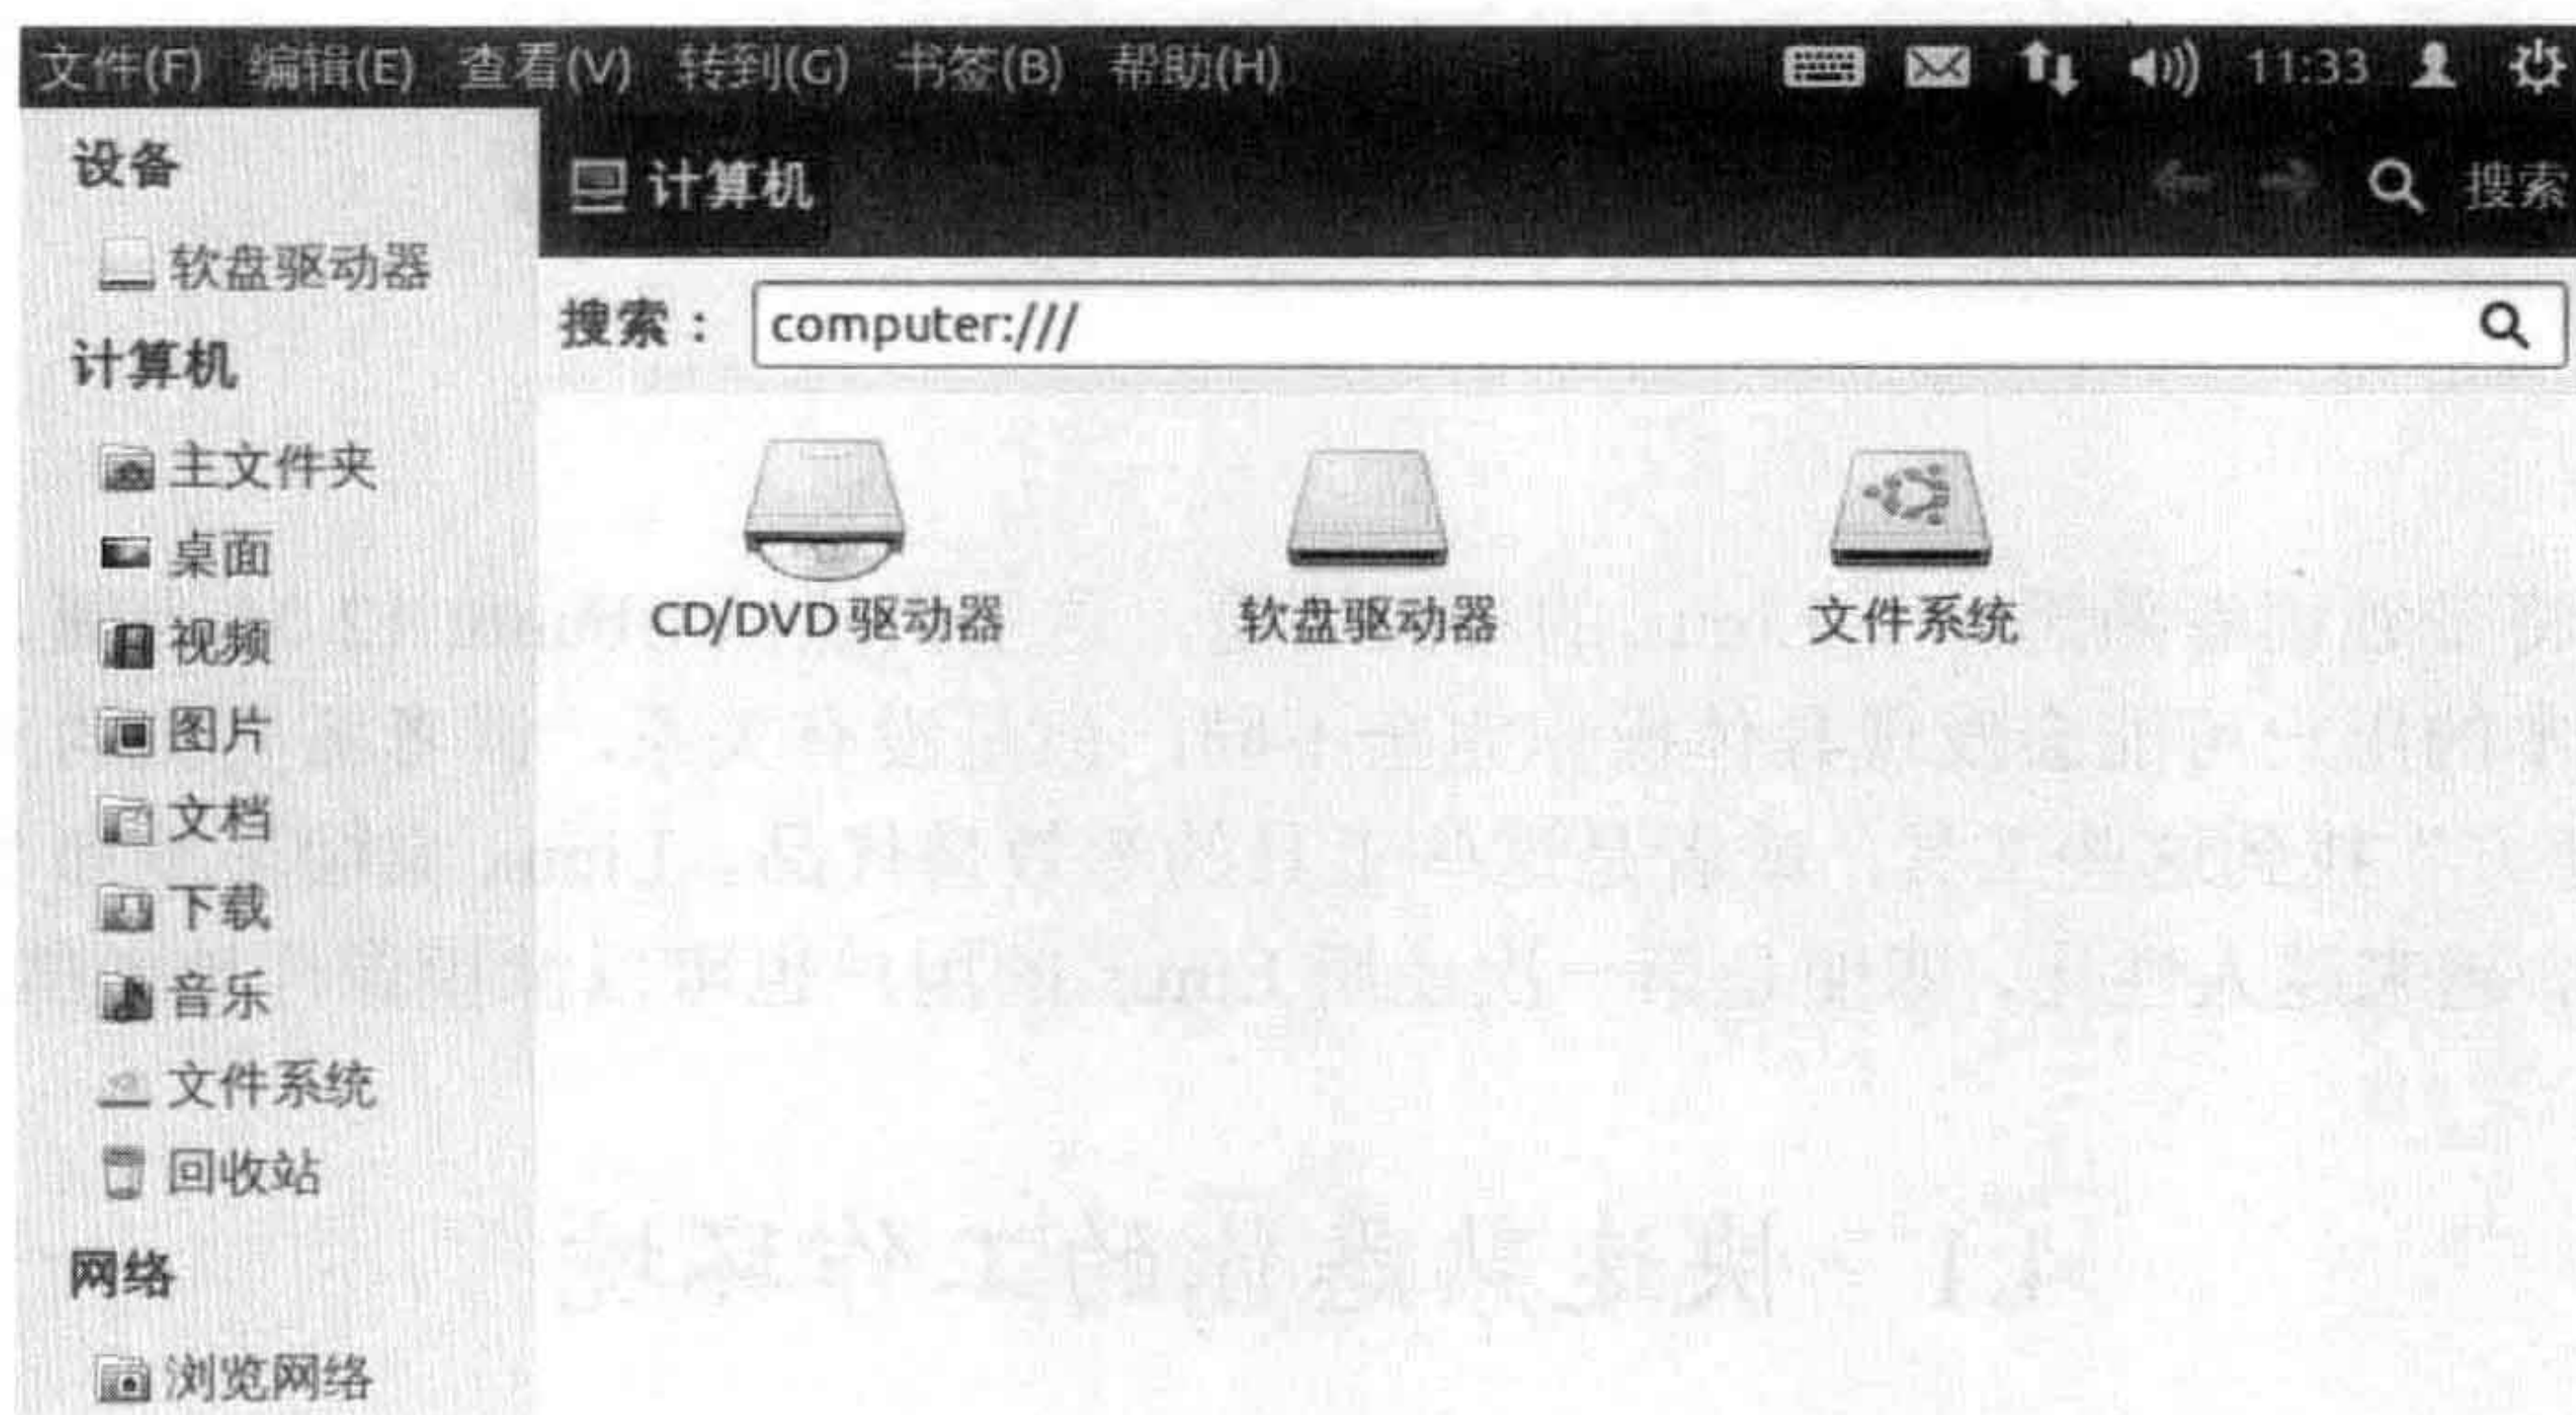 文件(F) 编辑(E) 查看(V) 转到(G) 书签(B) 帮助(H) 11:33
设备
软盘驱动器
计算机
主文件夹
桌面
视频
图片
文档
下载
音乐
文件系统
回收站
网络
浏览网络
计算机 搜索
搜索： computer:///
CD/DVD 驱动器 软盘驱动器 文件系统